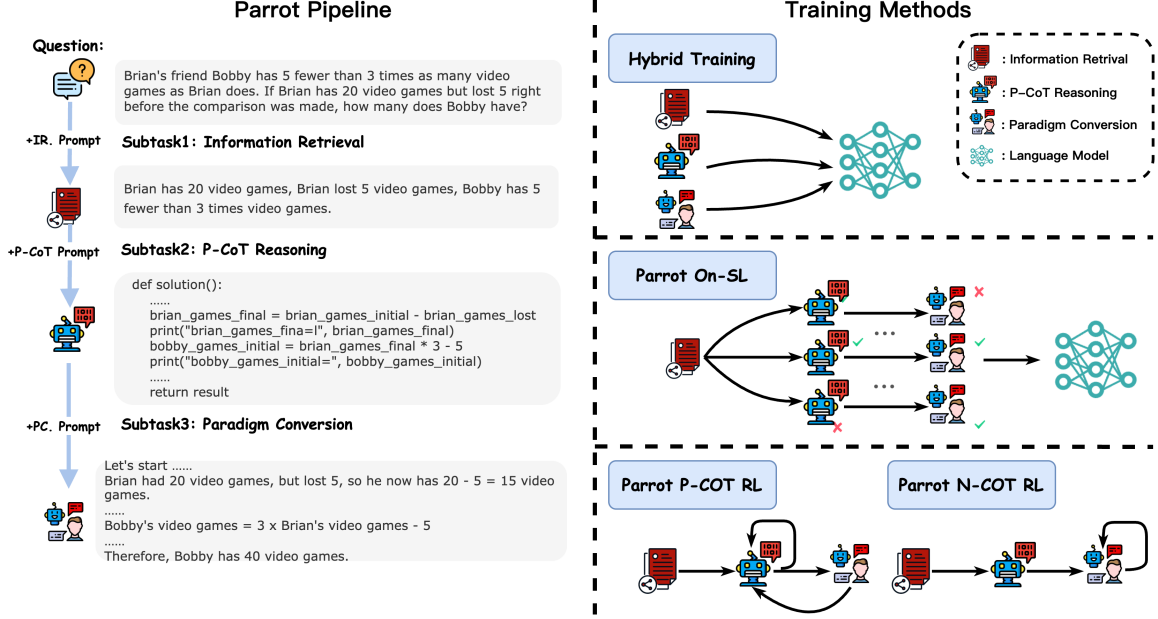 Parrot Pipeline
Question:
Brian's friend Bobby has 5 fewer than 3 times as many video
games as Brian does. If Brian has 20 video games but lost 5 right
before the comparison was made, how many does Bobby have?
+IR. Prompt
Subtask1: Information Retrieval
Brian has 20 video games, Brian lost 5 video games, Bobby has 5
fewer than 3 times video games.
+P-CoT Prompt
Subtask2: P-CoT Reasoning
def solution():
......
brian_games_final = brian_games_initial - brian_games_lost
print("brian_games_fina=l", brian_games_final)
bobby_games_initial = brian_games_final * 3 - 5
print("bobby_games_initial=", bobby_games_initial)
......
return result
+PC. Prompt
Subtask3: Paradigm Conversion
Let's start ......
Brian had 20 video games, but lost 5, so he now has 20 - 5 = 15 video
games.
......
Bobby's video games = 3 x Brian's video games - 5
......
Therefore, Bobby has 40 video games.
Training Methods
Hybrid Training
: Information Retrival
: P-CoT Reasoning
: Paradigm Conversion
: Language Model
Parrot On-SL
...
...
Parrot P-COT RL
Parrot N-COT RL